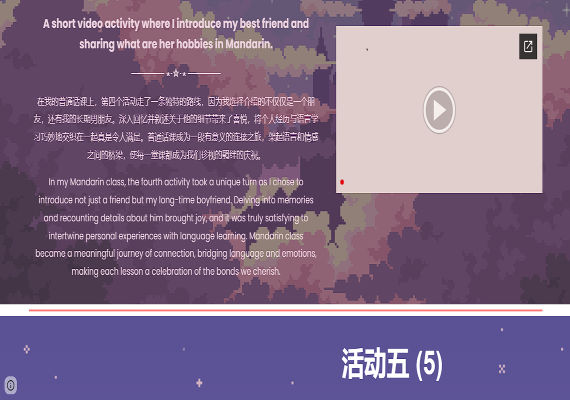 A short video activity where I introduce my best friend and
sharing what are her hobbies in Mandarin.
在我的普通话课上，第四个活动走了一条独特的路线，因为我选择介绍的不仅仅是一个朋
友，还有我的长期男朋友。深入回忆并叙述关于他的细节带来了喜悦，将个人经历与语言学
习巧妙地交织在一起真是令人满足。普通话课成为一段有意义的连接之旅，架起语言和情感
之间的桥梁，使每一堂课都成为我们珍视的羁绊的庆祝。
In my Mandarin class, the fourth activity took a unique turn as I chose to
introduce not just a friend but my long-time boyfriend. Delving into memories
and recounting details about him brought joy, and it was truly satisfying to
intertwine personal experiences with language learning. Mandarin class
became a meaningful journey of connection, bridging language and emotions,
making each lesson a celebration of the bonds we cherish.
活动五 (5)